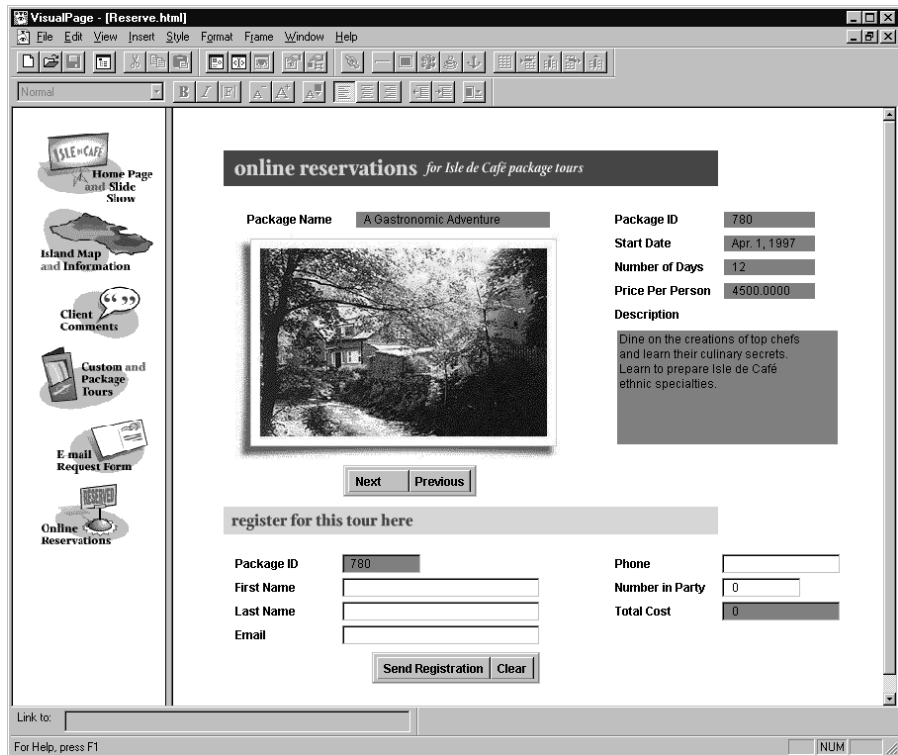 VisualPage - [Reserve.html]
File Edit View Insert Style Format Frame Window Help
Normal
B I F A A A
ISLE DE CAFÉ
Home Page
and Slide
Show
Island Map
and Information
Client
Comments
Custom and
Package
Tours
E-mail
Request Form
RESERVED
Online
Reservations
online reservations for Isle de Café package tours
Package Name A Gastronomic Adventure
Package ID 780
Start Date Apr. 1, 1997
Number of Days 12
Price Per Person 4500.0000
Description
Dine on the creations of top chefs
and learn their culinary secrets.
Learn to prepare Isle de Café
ethnic specialties.
Next Previous
register for this tour here
Package ID 780
First Name
Last Name
Email
Phone
Number in Party 0
Total Cost 0
Send Registration Clear
Link to:
For Help, press F1 NUM